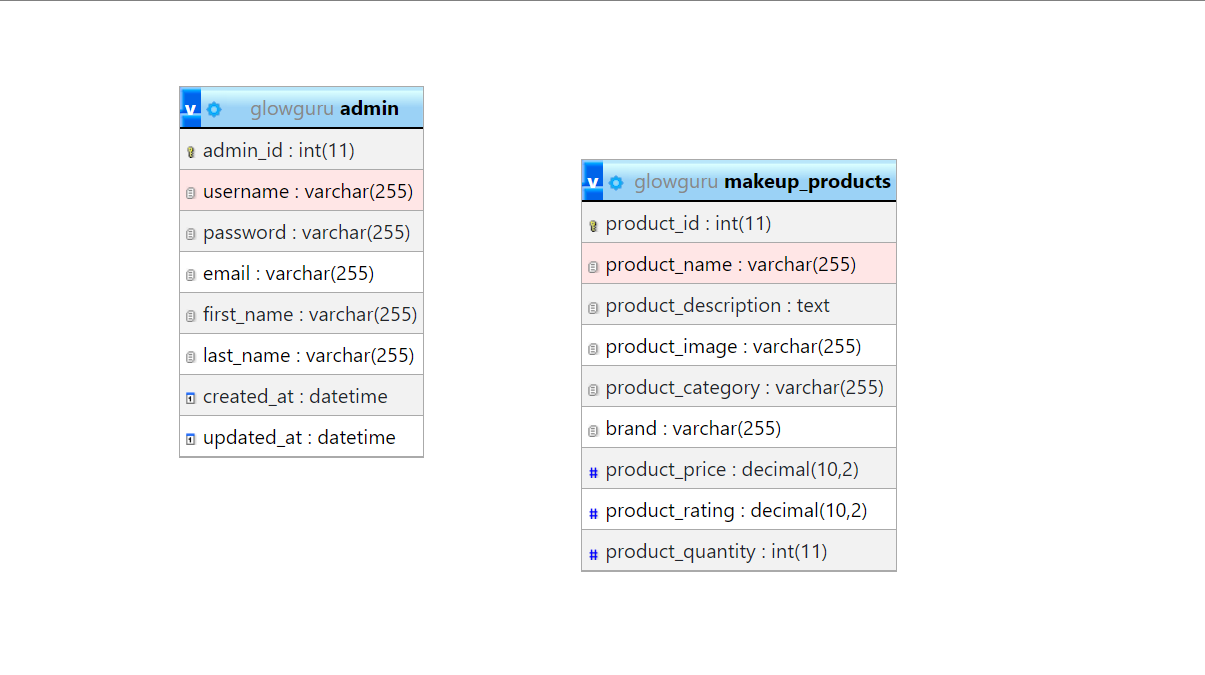 v glowguru admin
admin_id : int(11)
username : varchar(255)
password : varchar(255)
email : varchar(255)
first_name : varchar(255)
last_name : varchar(255)
created_at : datetime
updated_at : datetime
v glowguru makeup_products
product_id : int(11)
product_name : varchar(255)
product_description : text
product_image : varchar(255)
product_category : varchar(255)
brand : varchar(255)
# product_price : decimal(10,2)
# product_rating : decimal(10,2)
# product_quantity : int(11)